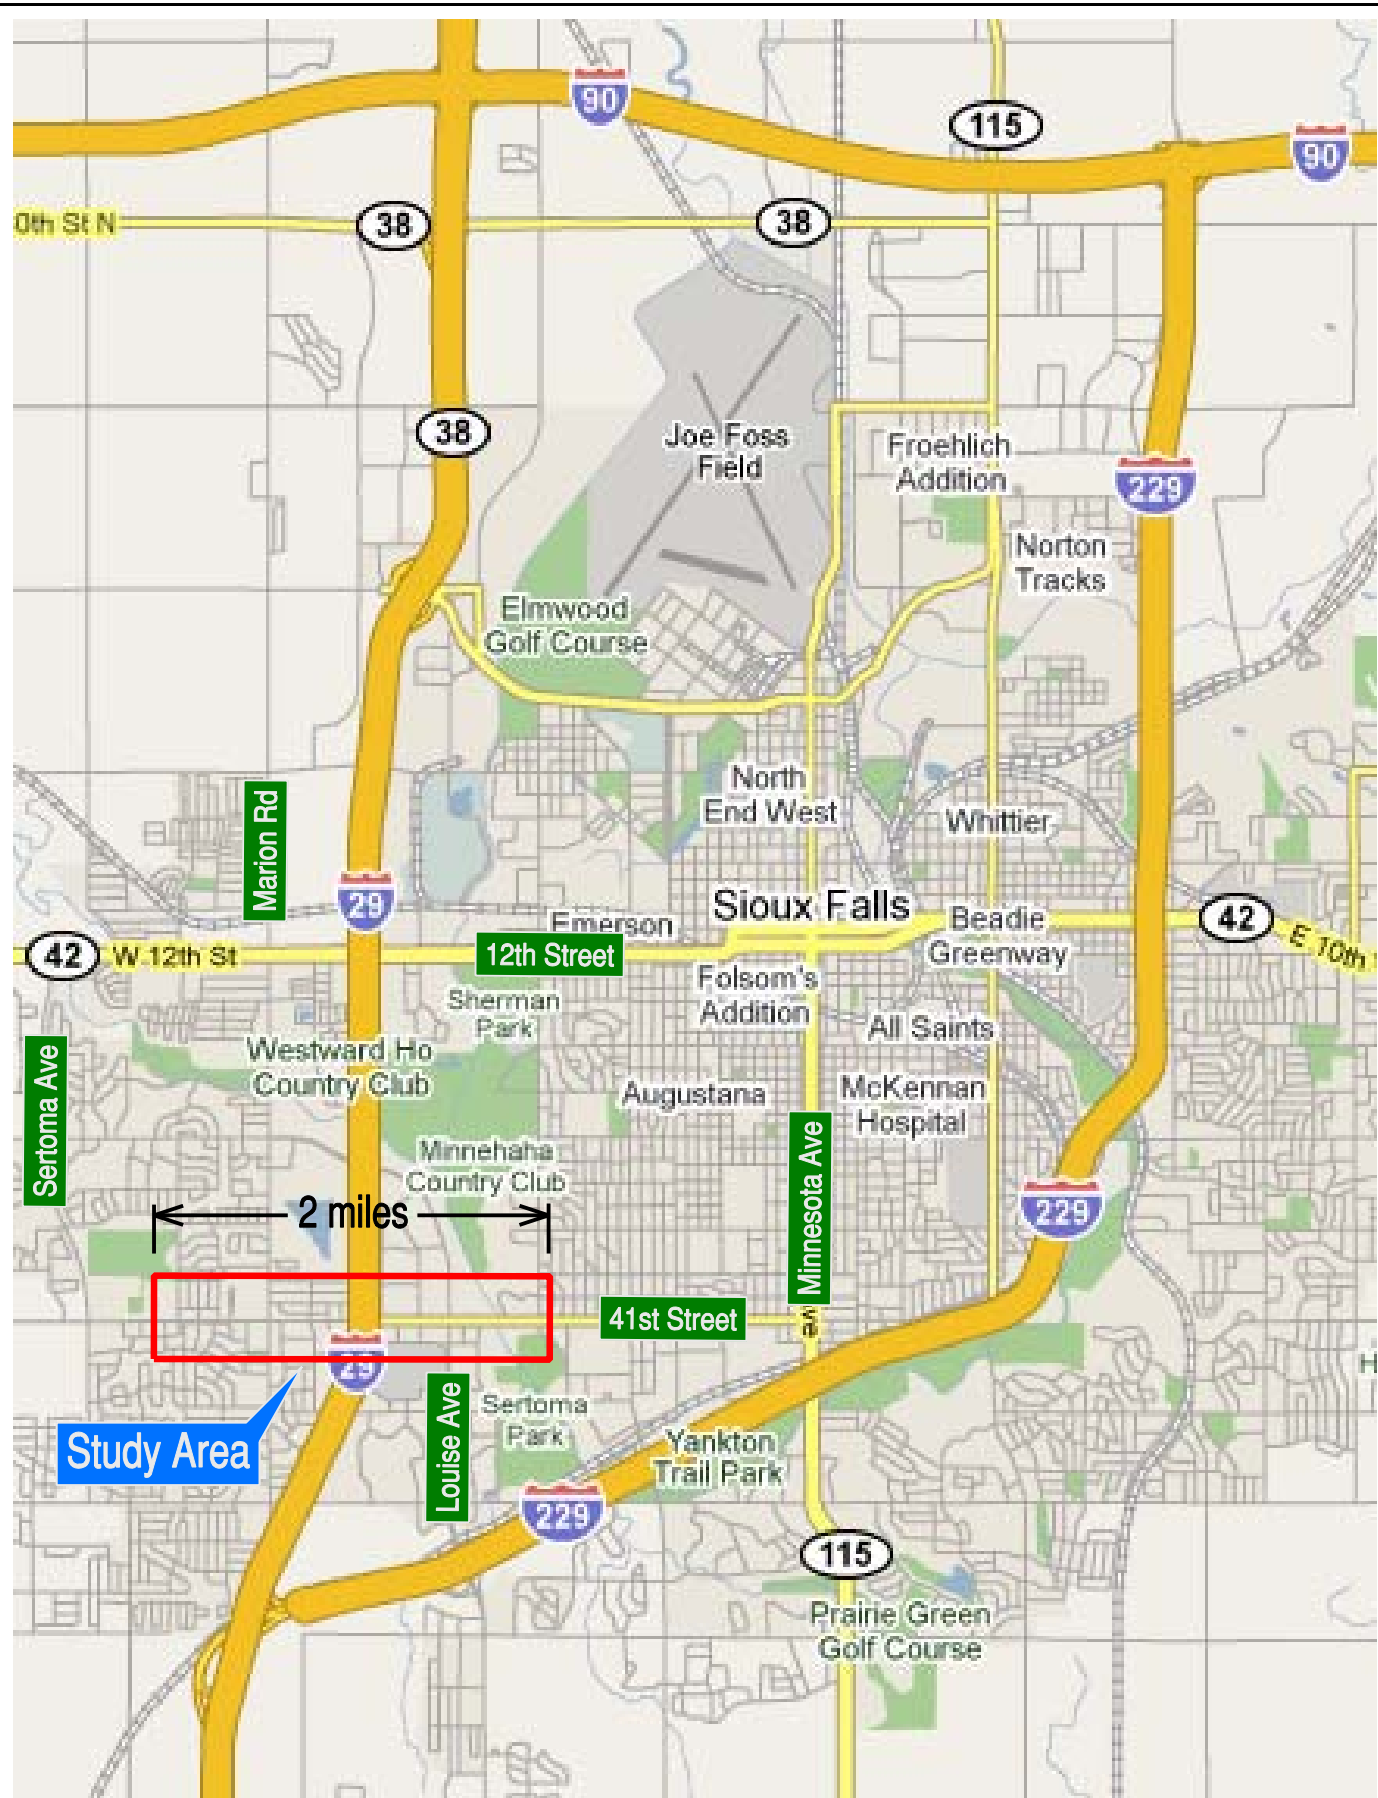 90
115
90
0th St N
38
38
38
Joe Foss
Field
Froehlich
Addition
229
Norton
Tracks
Elmwood
Golf Course
Marion Rd
North
End West
Whittier
29
Sioux Falls
Emerson
Beadie
Greenway
42
E 10th
42
W 12th St
12th Street
Folsom's
Addition
Sherman
Park
All Saints
Sertoma Ave
Westward Ho
Country Club
Augustana
McKennan
Hospital
Minnesota Ave
Minnehaha
Country Club
2 miles
229
41st Street
29
H
Study Area
Louise Ave
Sertoma
Park
Yankton
Trail Park
229
115
Prairie Green
Golf Course